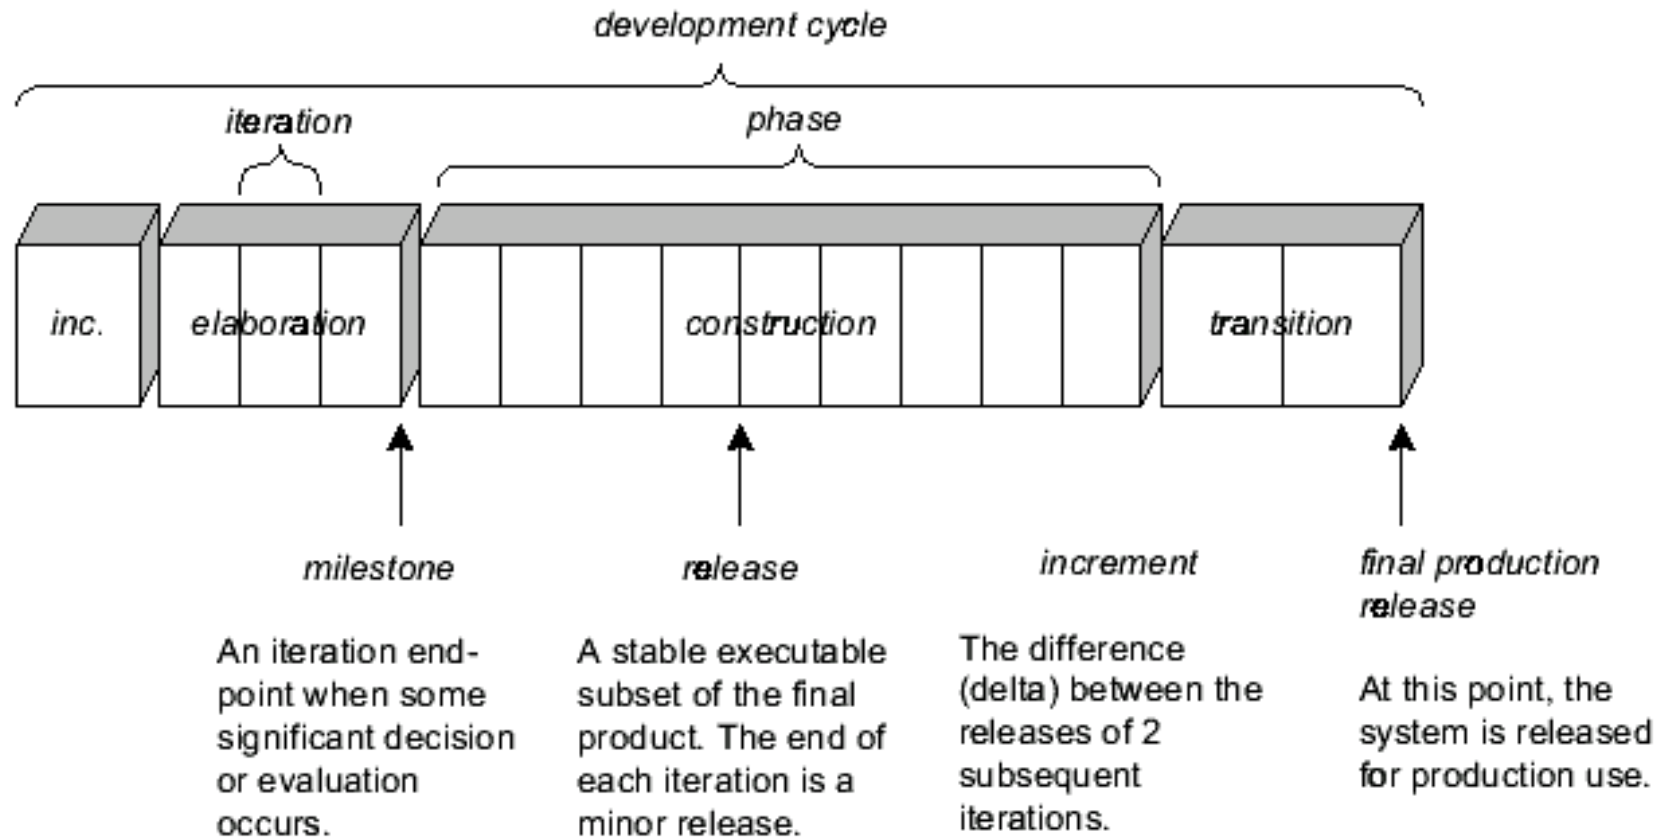 development cycle
iteration
phase
inc.
elaboration
construction
transition
milestone
An iteration end-
point when some
significant decision
or evaluation
occurs.
release
A stable executable
subset of the final
product. The end of
each iteration is a
minor release.
increment
The difference
(delta) between the
releases of 2
subsequent
iterations.
final production
release
At this point, the
system is released
for production use.